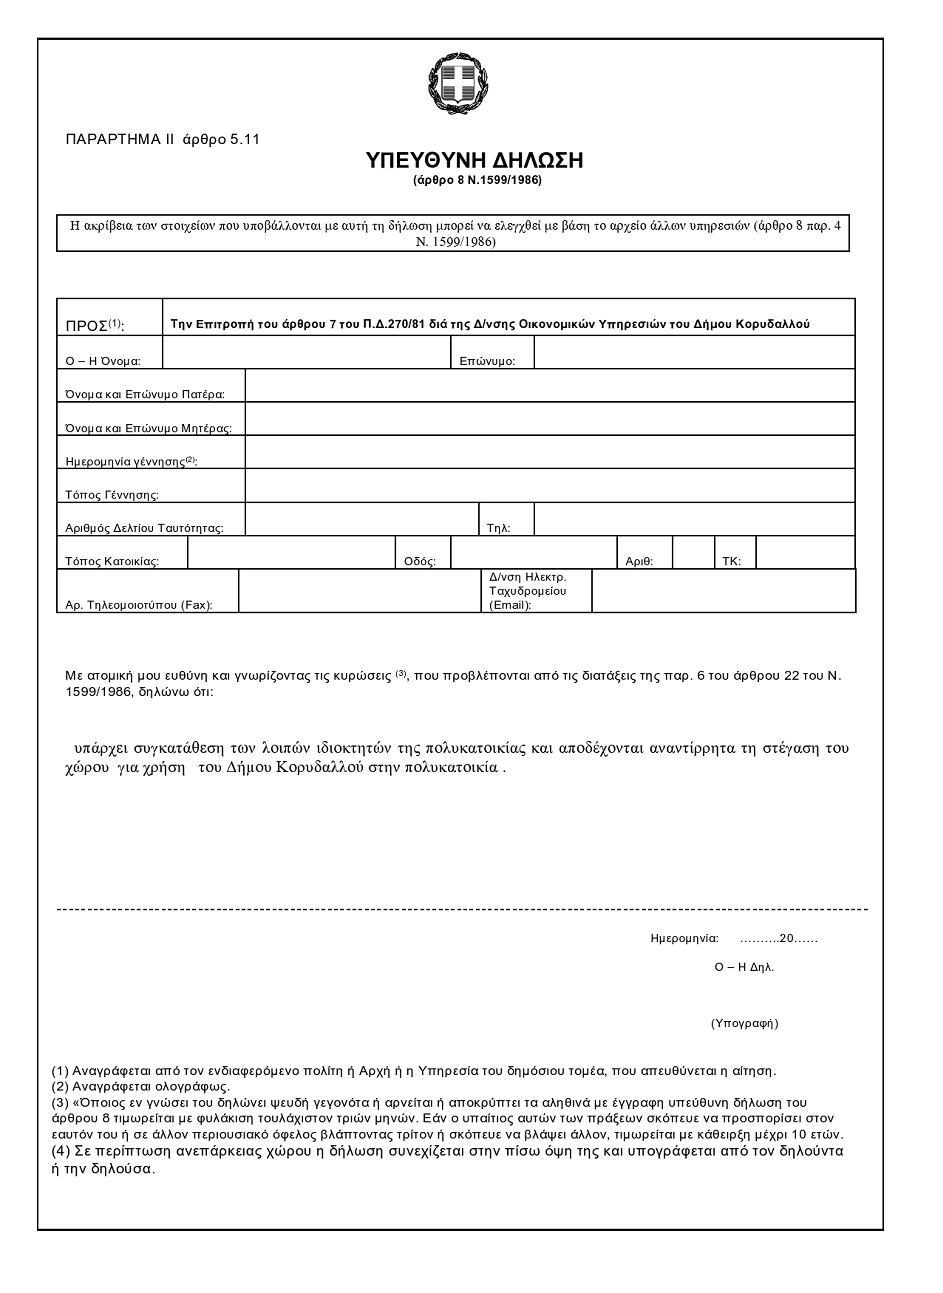 ΠΑΡΑΡΤΗΜΑ ΙΙ άρθρο 5.11
ΥΠΕΥΘΥΝΗ ΔΗΛΩΣΗ
(άρθρο 8 Ν.1599/1986)
Η ακρίβεια των στοιχείων που υποβάλλονται με αυτή τη δήλωση μπορεί να ελεγχθεί με βάση το αρχείο άλλων υπηρεσιών (άρθρο 8 παρ. 4
Ν. 1599/1986)
ΠΡΟΣ(1): Την Επιτροπή του άρθρου 7 του Π.Δ.270/81 διά της Δ/νσης Οικονομικών Υπηρεσιών του Δήμου Κορυδαλλού
Ο – Η Όνομα: Επώνυμο:
Όνομα και Επώνυμο Πατέρα:
Όνομα και Επώνυμο Μητέρας:
Ημερομηνία γέννησης(2):
Τόπος Γέννησης:
Αριθμός Δελτίου Ταυτότητας: Τηλ:
Τόπος Κατοικίας: Οδός: Αριθ: ΤΚ:
Αρ. Τηλεομοιοτύπου (Fax): Δ/νση Ηλεκτρ.
Ταχυδρομείου
(Email):
Με ατομική μου ευθύνη και γνωρίζοντας τις κυρώσεις (3), που προβλέπονται από τις διατάξεις της παρ. 6 του άρθρου 22 του Ν.
1599/1986, δηλώνω ότι:
υπάρχει συγκατάθεση των λοιπών ιδιοκτητών της πολυκατοικίας και αποδέχονται αναντίρρητα τη στέγαση του
χώρου για χρήση του Δήμου Κορυδαλλού στην πολυκατοικία .
Ημερομηνία: ……….20……
Ο – Η Δηλ.
(Υπογραφή)
(1) Αναγράφεται από τον ενδιαφερόμενο πολίτη ή Αρχή ή η Υπηρεσία του δημόσιου τομέα, που απευθύνεται η αίτηση.
(2) Αναγράφεται ολογράφως.
(3) «Όποιος εν γνώσει του δηλώνει ψευδή γεγονότα ή αρνείται ή αποκρύπτει τα αληθινά με έγγραφη υπεύθυνη δήλωση του
άρθρου 8 τιμωρείται με φυλάκιση τουλάχιστον τριών μηνών. Εάν ο υπαίτιος αυτών των πράξεων σκόπευε να προσπορίσει στον
εαυτόν του ή σε άλλον περιουσιακό όφελος βλάπτοντας τρίτον ή σκόπευε να βλάψει άλλον, τιμωρείται με κάθειρξη μέχρι 10 ετών.
(4) Σε περίπτωση ανεπάρκειας χώρου η δήλωση συνεχίζεται στην πίσω όψη της και υπογράφεται από τον δηλούντα
ή την δηλούσα.